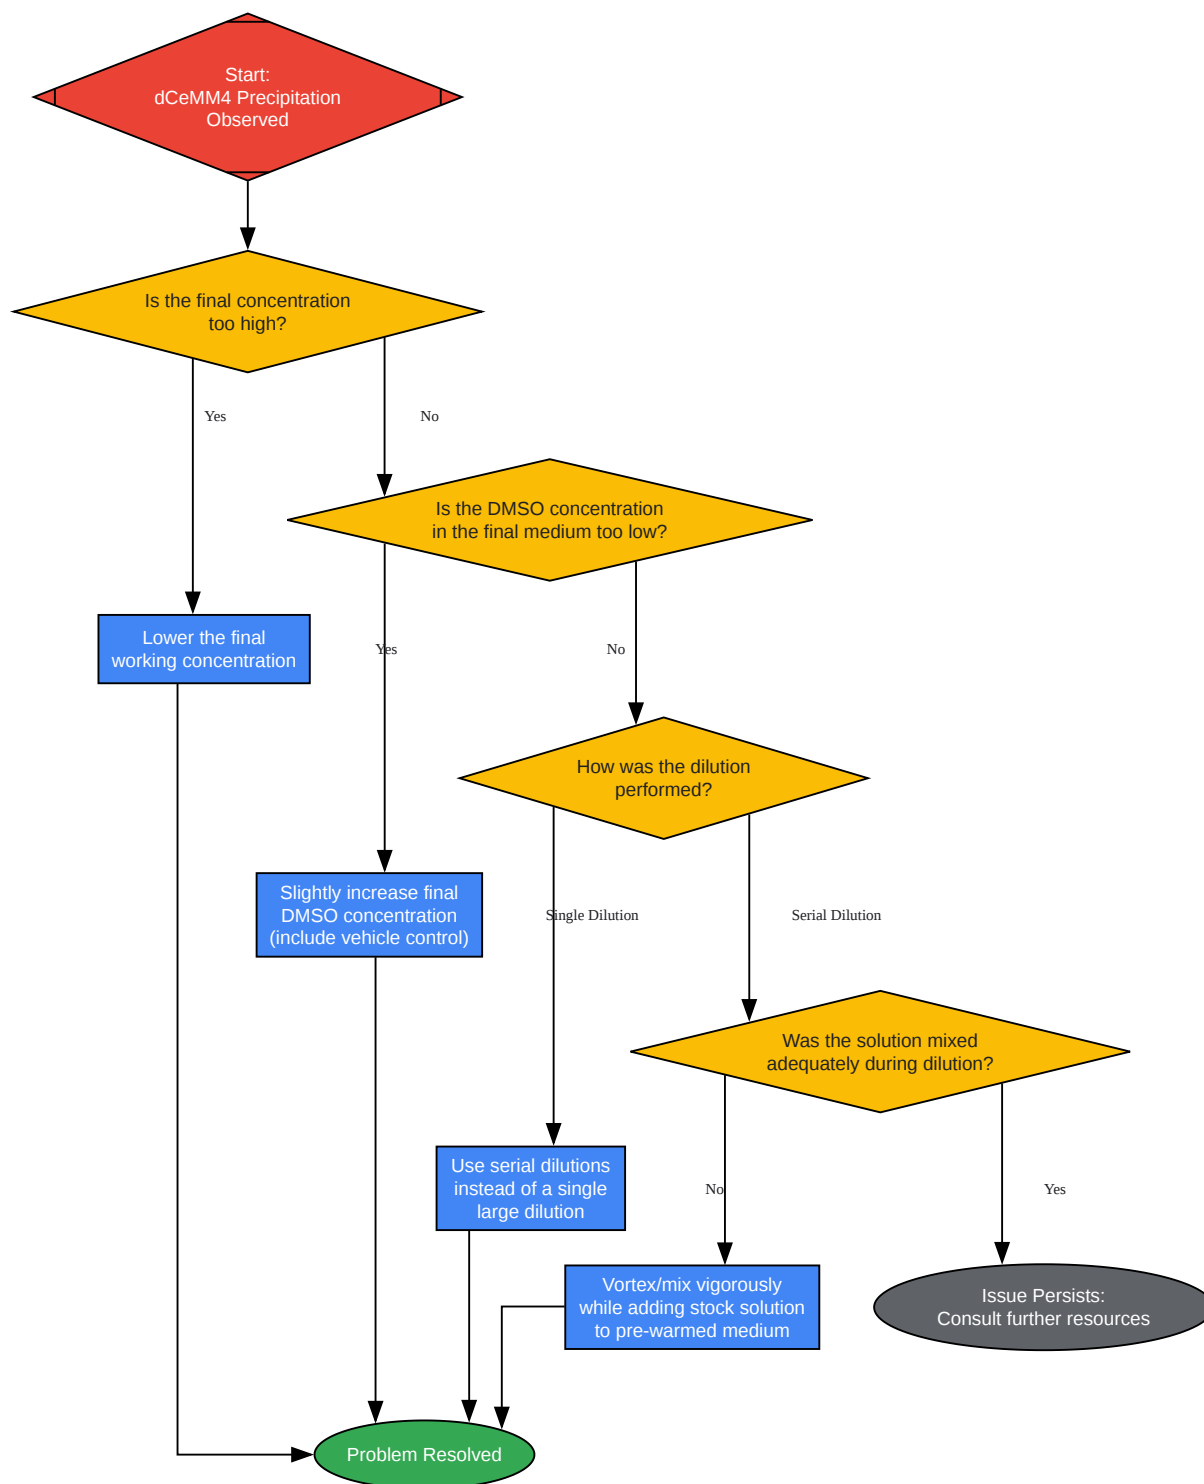 Start:
dCeMM4 Precipitation
Observed
Is the final concentration
too high?
Yes
No
Is the DMSO concentration
in the final medium too low?
Lower the final
working concentration
Yes
No
How was the dilution
performed?
Slightly increase final
DMSO concentration
(include vehicle control)
Single Dilution
Serial Dilution
Was the solution mixed
adequately during dilution?
Use serial dilutions
instead of a single
large dilution
No
Yes
Vortex/mix vigorously
while adding stock solution
to pre-warmed medium
Issue Persists:
Consult further resources
Problem Resolved